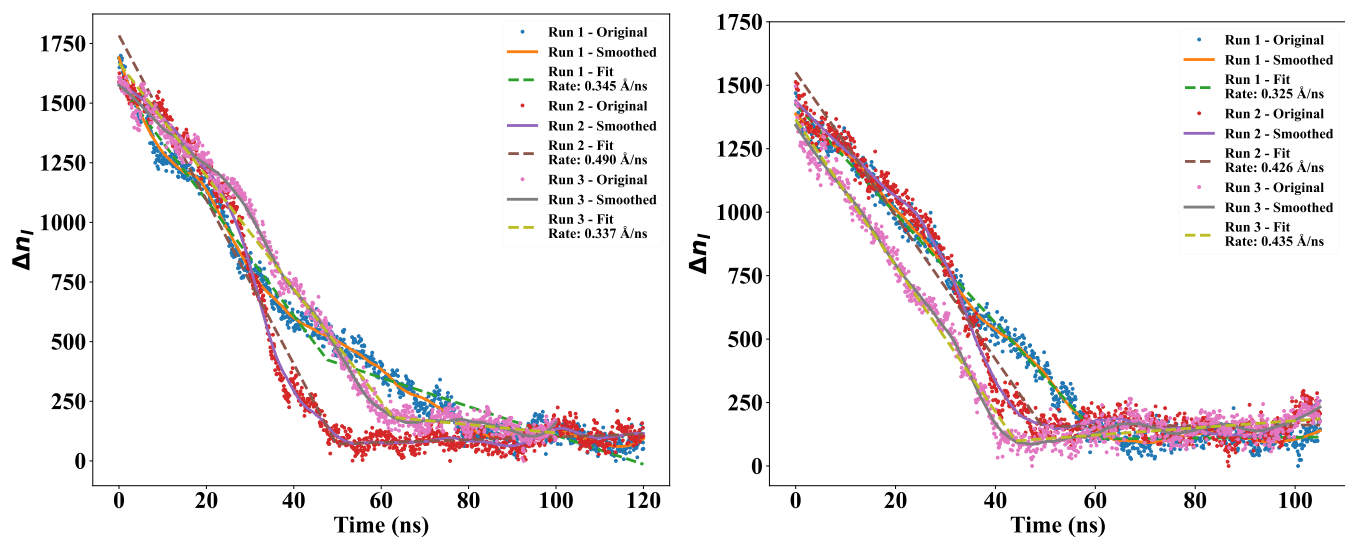 1750
1500
1250
1000
750
500
250
0
Δn_I
0
20
40
60
80
100
120
Time (ns)
Run 1 - Original
Run 1 - Smoothed
Run 1 - Fit
Rate: 0.345 Å/ns
Run 2 - Original
Run 2 - Smoothed
Run 2 - Fit
Rate: 0.490 Å/ns
Run 3 - Original
Run 3 - Smoothed
Run 3 - Fit
Rate: 0.337 Å/ns
1750
1500
1250
1000
750
500
250
0
Δn_I
0
20
40
60
80
100
Time (ns)
Run 1 - Original
Run 1 - Smoothed
Run 1 - Fit
Rate: 0.325 Å/ns
Run 2 - Original
Run 2 - Smoothed
Run 2 - Fit
Rate: 0.426 Å/ns
Run 3 - Original
Run 3 - Smoothed
Run 3 - Fit
Rate: 0.435 Å/ns